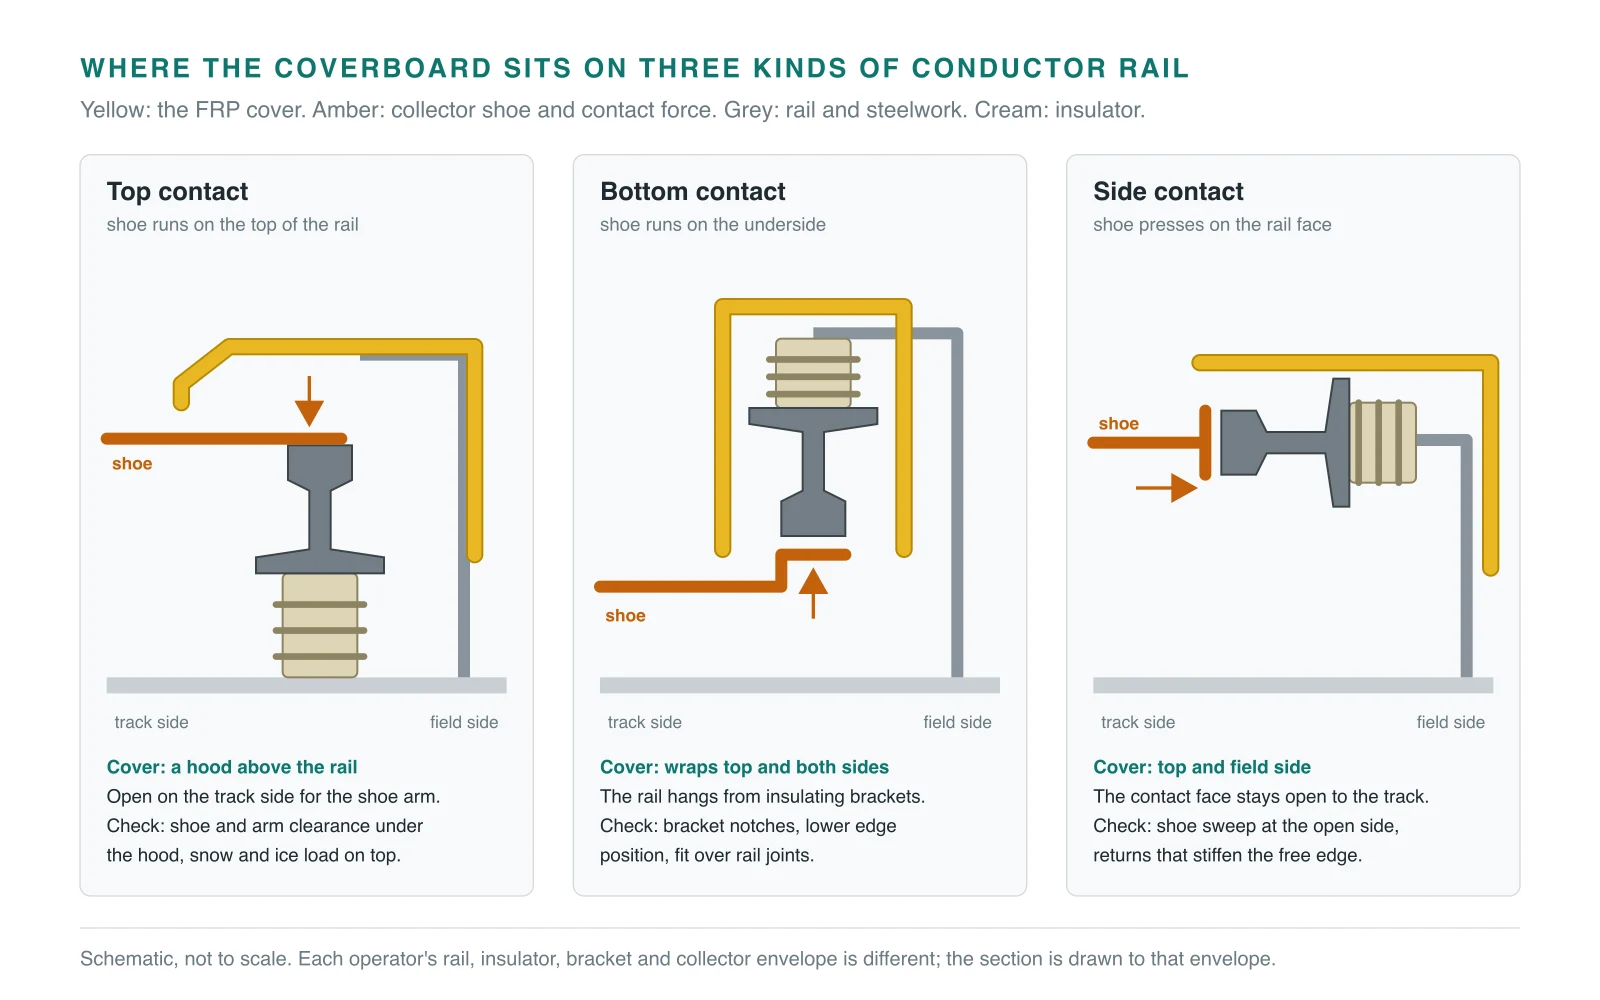 WHERE THE COVERBOARD SITS ON THREE KINDS OF CONDUCTOR RAIL
Yellow: the FRP cover. Amber: collector shoe and contact force. Grey: rail and steelwork. Cream: insulator.
Top contact
shoe runs on the top of the rail
shoe
track side
field side
Cover: a hood above the rail
Open on the track side for the shoe arm.
Check: shoe and arm clearance under
the hood, snow and ice load on top.
Bottom contact
shoe runs on the underside
shoe
track side
field side
Cover: wraps top and both sides
The rail hangs from insulating brackets.
Check: bracket notches, lower edge
position, fit over rail joints.
Side contact
shoe presses on the rail face
shoe
track side
field side
Cover: top and field side
The contact face stays open to the track.
Check: shoe sweep at the open side,
returns that stiffen the free edge.
Schematic, not to scale. Each operator's rail, insulator, bracket and collector envelope is different; the section is drawn to that envelope.